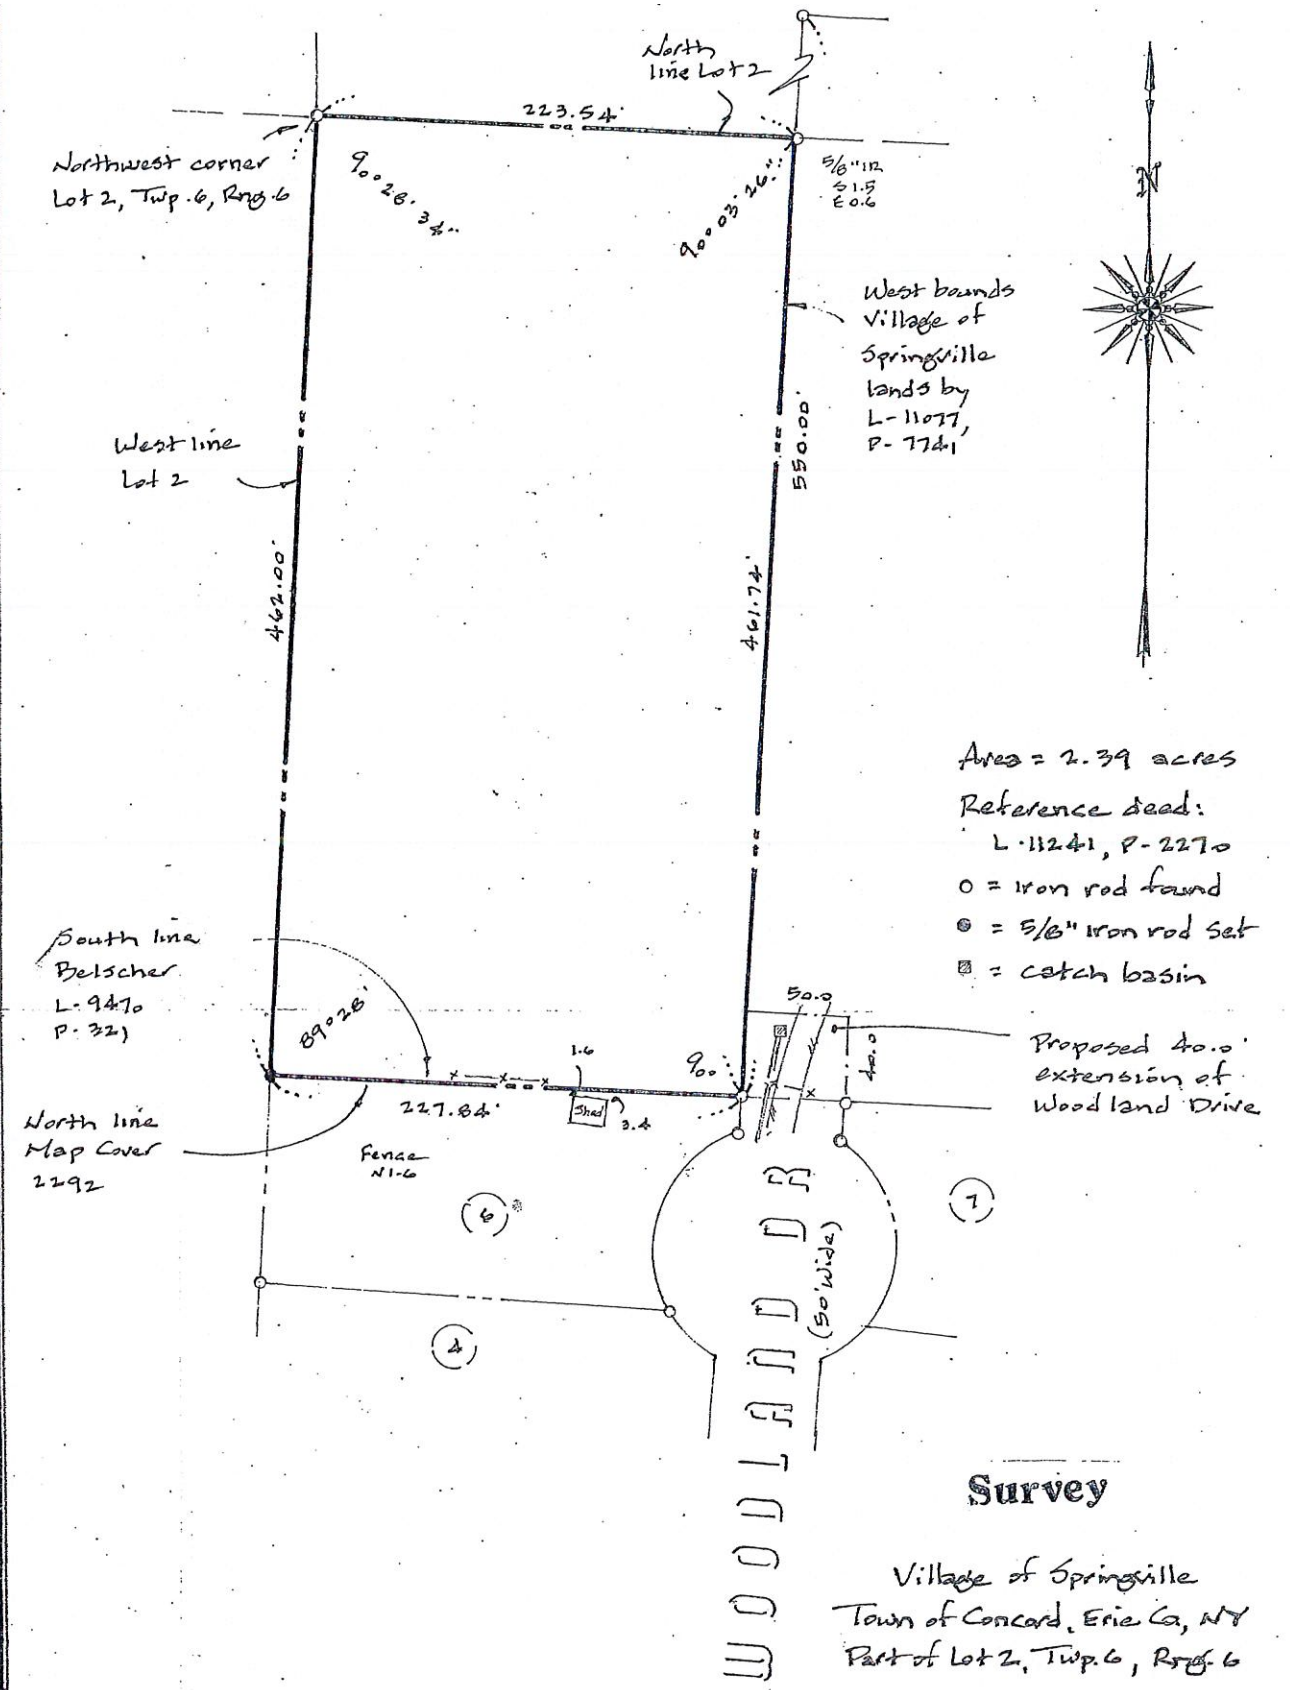 North
line Lot 2
223.54'
Northwest corner
Lot 2, Twp.6, Rng.6
90°28'34"
90°03'26"
5/8" IR
S 1.5
E 0.6
N
West bounds
Village of
Springville
lands by
L-11077,
P-7741
West line
Lot 2
550.00'
462.00'
461.74'
Area = 2.39 acres
Reference deed:
L-11241, P-2270
O = iron rod found
● = 5/8" iron rod set
= catch basin
South line
Belscher
L-9470
P-321
89°28'
90°
50.0
40.0
Proposed 40.0'
extension of
Woodland Drive
1.6
227.84'
Shed
3.4
North line
Map Cover
2292
Fence
N1.6
7
4
WOODLAND DR
(50' Wide)
Survey
Village of Springville
Town of Concord, Erie Co, NY
Part of Lot 2, Twp.6, Rng.6